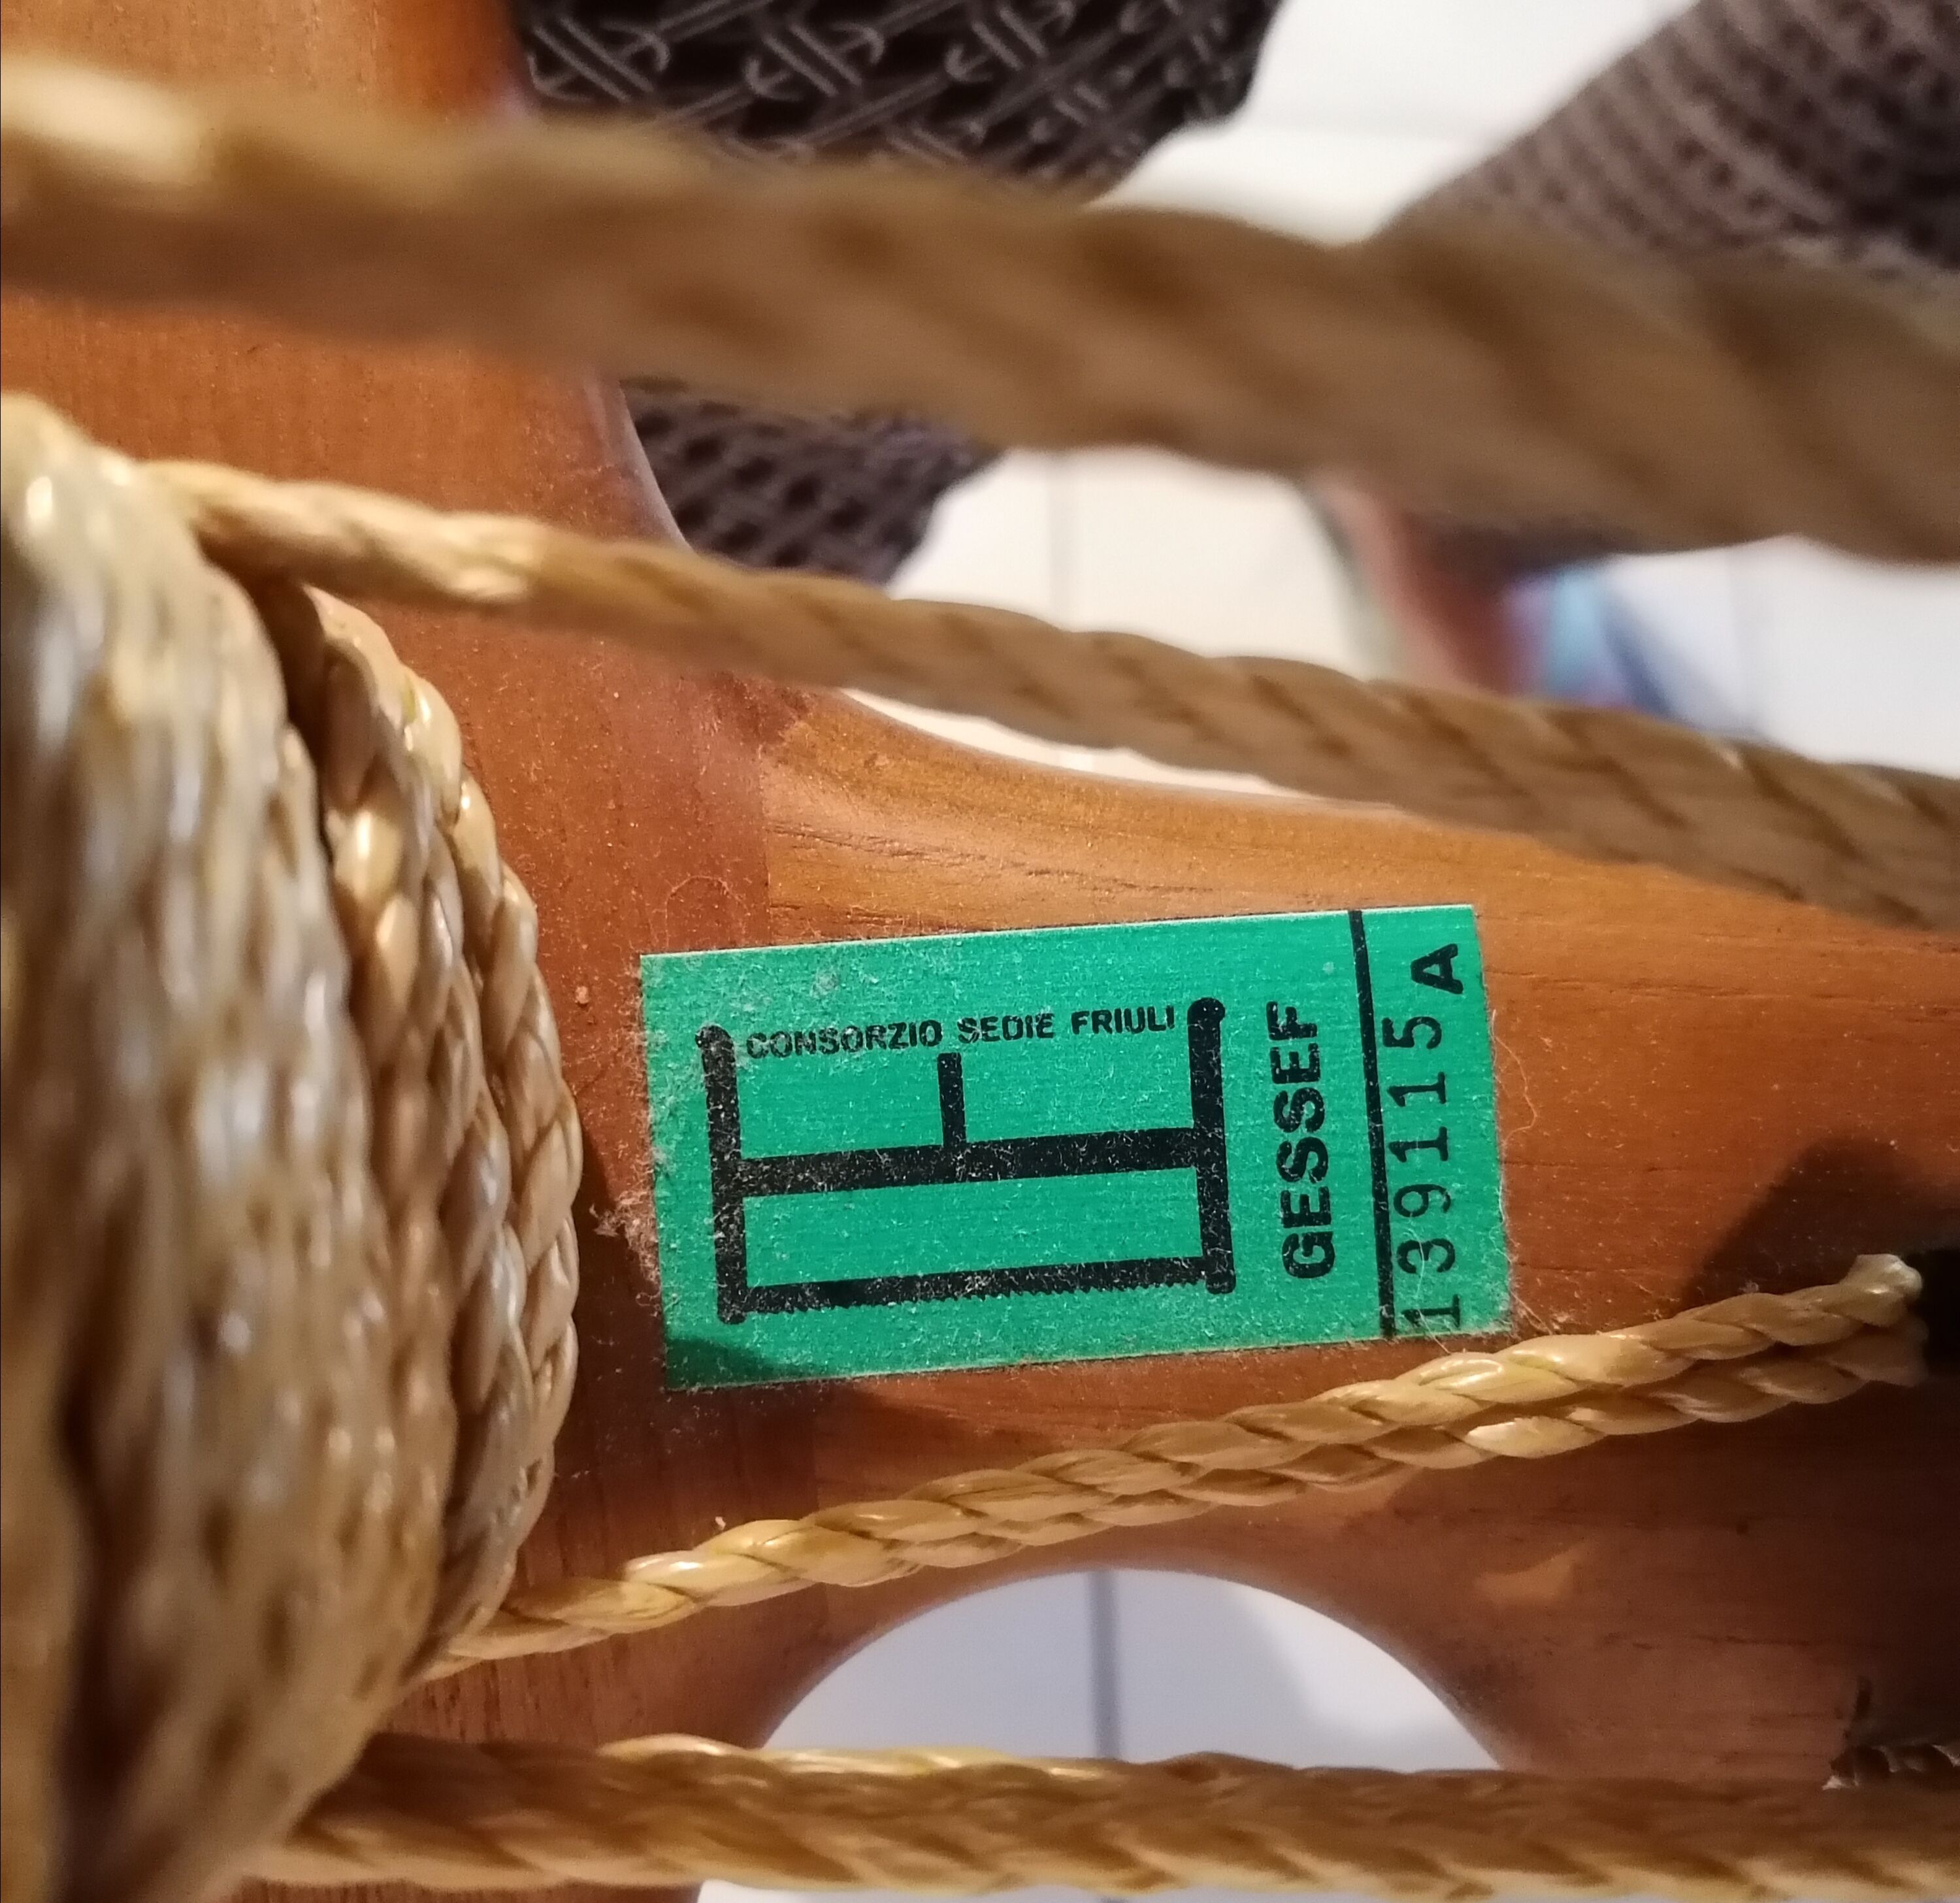 CONSORZIO SEDIE FRIULI
GESSEF
139115 A